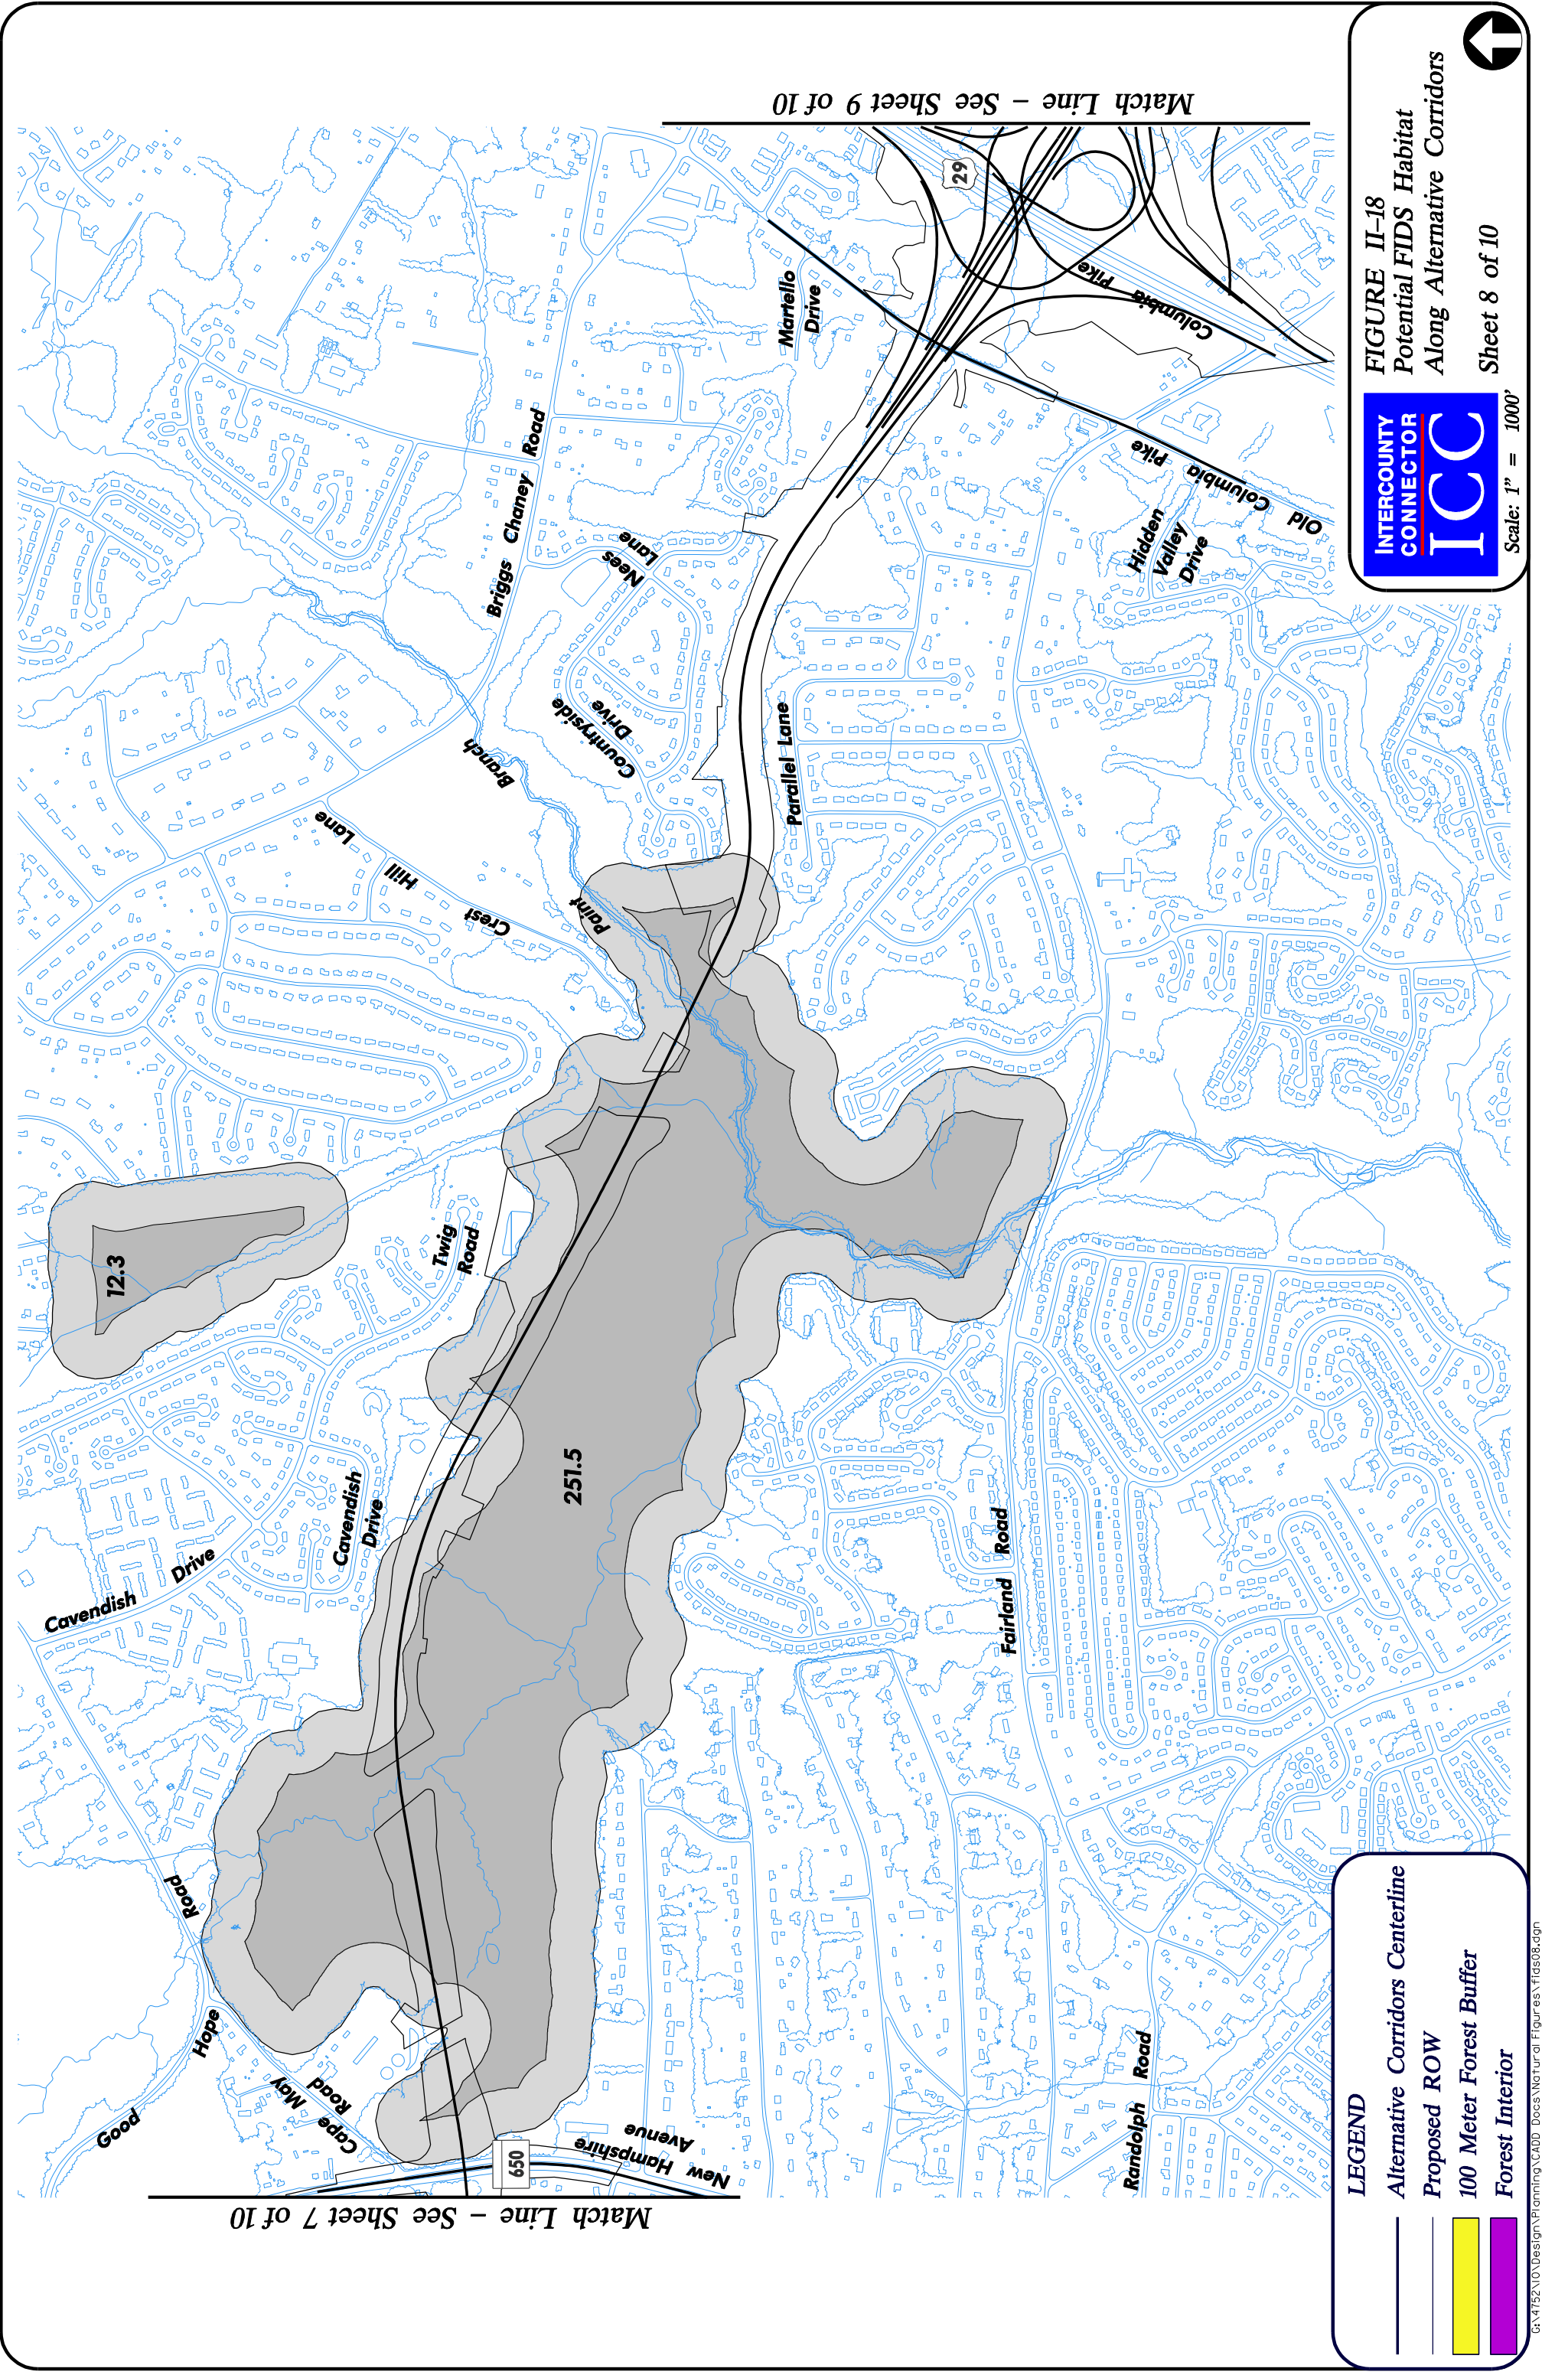 Match Line - See Sheet 9 of 10
29
Columbia Pike
Martello
Drive
Briggs Chaney Road
Nees
Lane
Old Columbia Pike
Hidden
Valley
Drive
Countryside
Drive
Parallel Lane
Paint Branch
Crest Hill Lane
12.3
Twig
Road
251.5
Cavendish
Drive
Cavendish Drive
Fairland Road
Good Hope Road
Cape May
Road
650
New Hampshire
Avenue
Randolph Road
Match Line - See Sheet 7 of 10
FIGURE II-18
Potential FIDS Habitat
Along Alternative Corridors
Sheet 8 of 10
INTERCOUNTY
CONNECTOR
ICC
Scale: 1" = 1000'
LEGEND
Alternative Corridors Centerline
Proposed ROW
100 Meter Forest Buffer
Forest Interior
G:\4752\10\Design\Planning\CADD Docs\Natural Figures\fids08.dgn